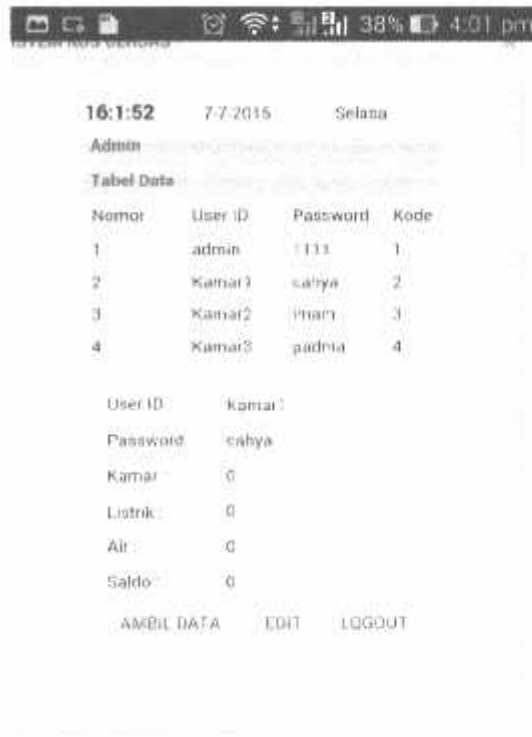 38% 4:01 pm
16:1:52 7-7-2015 Selasa
Admin
Tabel Data
Nomor User ID Password Kode
1 admin 1111 1
2 Kamar1 cahya 2
3 Kamar2 imam 3
4 Kamar3 padma 4
User ID Kamar1
Password cahya
Kamar 0
Listrik : 0
Air : 0
Saldo : 0
AMBIL DATA EDIT LOGOUT